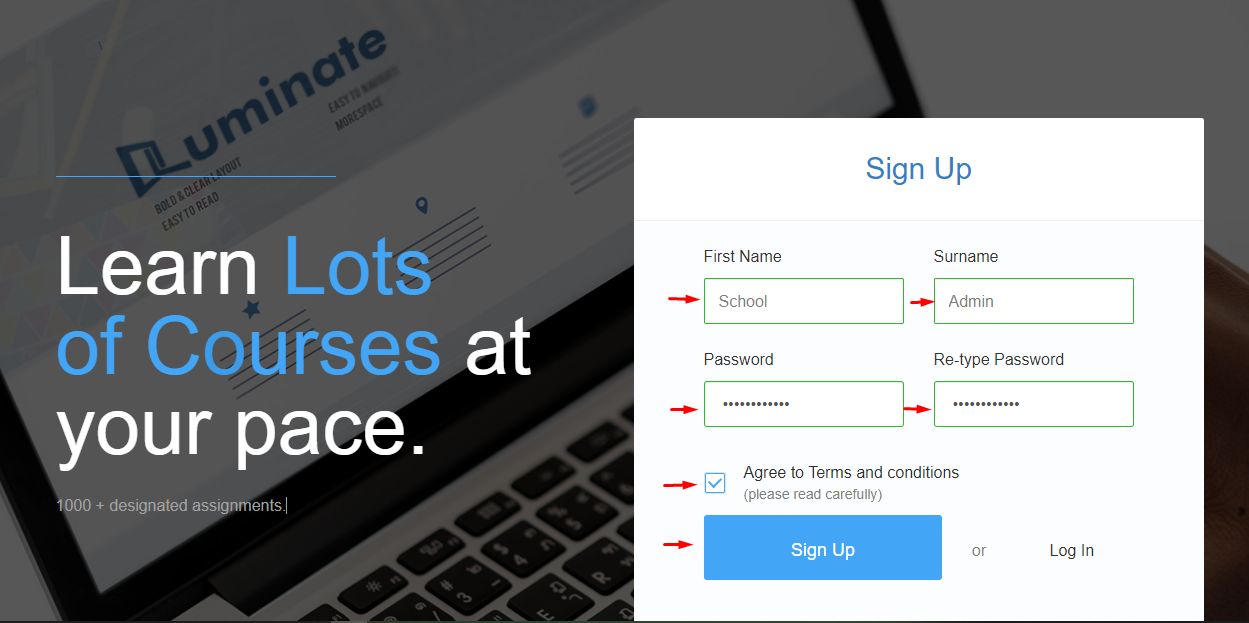 Luminate
EASY TO NAVIGATE
MORESPACE
BOLD & CLEAR LAYOUT
EASY TO READ
Learn Lots
of Courses at
your pace.
1000 + designated assignments.
Sign Up
First Name
Surname
School
Admin
Password
Re-type Password
••••••••••••
••••••••••••
Agree to Terms and conditions
(please read carefully)
Sign Up
or
Log In